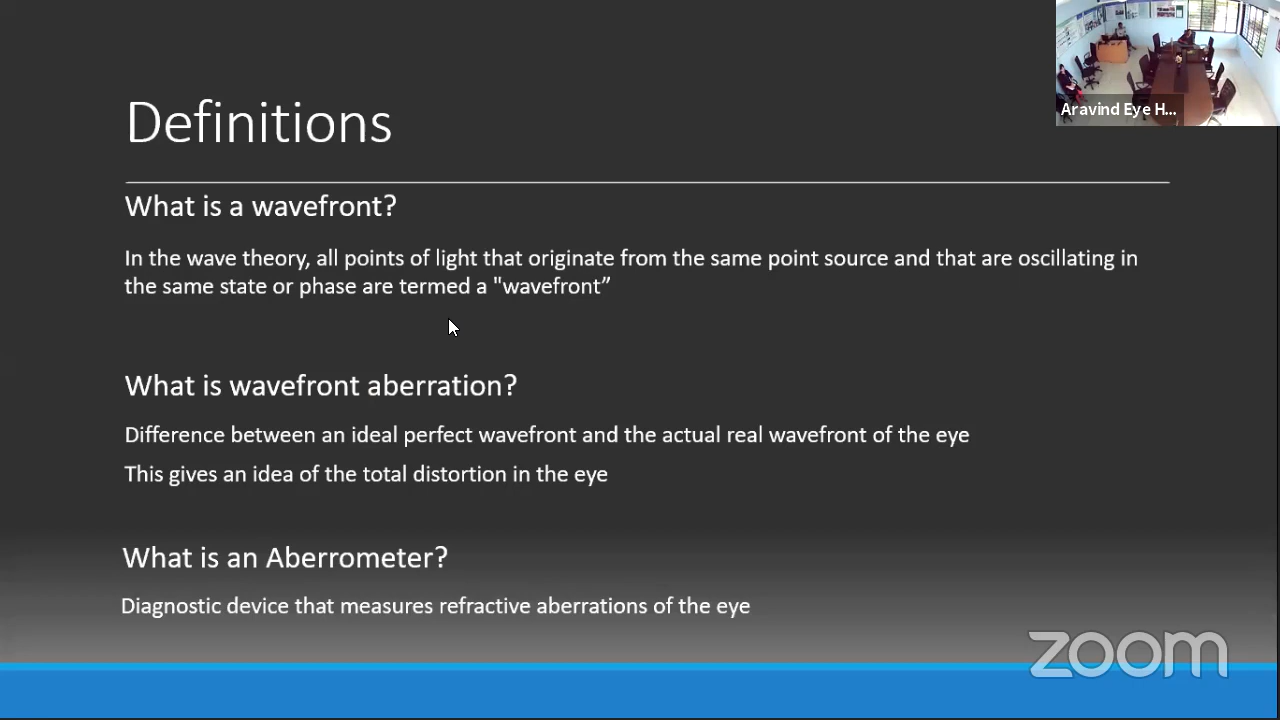 Aravind Eye H...
Definitions
What is a wavefront?
In the wave theory, all points of light that originate from the same point source and that are oscillating in
the same state or phase are termed a "wavefront”
What is wavefront aberration?
Difference between an ideal perfect wavefront and the actual real wavefront of the eye
This gives an idea of the total distortion in the eye
What is an Aberrometer?
Diagnostic device that measures refractive aberrations of the eye
zoom